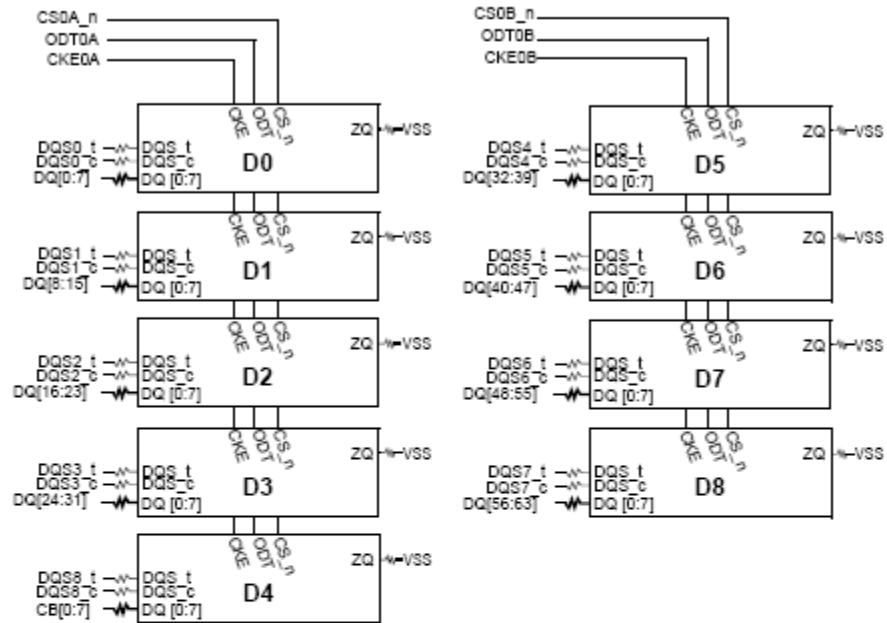 CS0A_n
ODT0A
CKE0A
CKE ODT CS_n
ZQ VSS
DQS0_t DQS_t
DQS0_c DQS_c
DQ[0:7] DQ [0:7]
D0
CKE ODT CS_n
ZQ VSS
DQS1_t DQS_t
DQS1_c DQS_c
DQ[8:15] DQ [0:7]
D1
CKE ODT CS_n
ZQ VSS
DQS2_t DQS_t
DQS2_c DQS_c
DQ[16:23] DQ [0:7]
D2
CKE ODT CS_n
ZQ VSS
DQS3_t DQS_t
DQS3_c DQS_c
DQ[24:31] DQ [0:7]
D3
CKE ODT CS_n
ZQ VSS
DQS8_t DQS_t
DQS8_c DQS_c
CB[0:7] DQ [0:7]
D4
CS0B_n
ODT0B
CKE0B
CKE ODT CS_n
ZQ VSS
DQS4_t DQS_t
DQS4_c DQS_c
DQ[32:39] DQ [0:7]
D5
CKE ODT CS_n
ZQ VSS
DQS5_t DQS_t
DQS5_c DQS_c
DQ[40:47] DQ [0:7]
D6
CKE ODT CS_n
ZQ VSS
DQS6_t DQS_t
DQS6_c DQS_c
DQ[48:55] DQ [0:7]
D7
CKE ODT CS_n
ZQ VSS
DQS7_t DQS_t
DQS7_c DQS_c
DQ[56:63] DQ [0:7]
D8